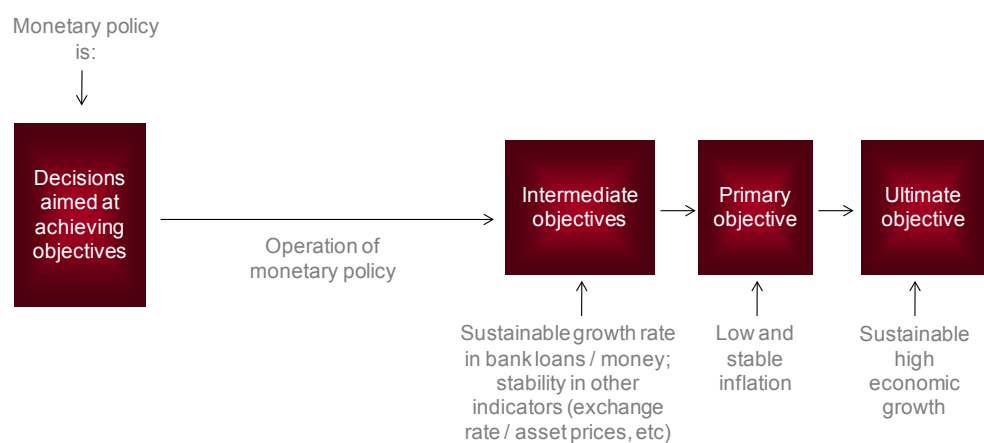 Monetary policy
is:
Decisions
aimed at
achieving
objectives
Operation of
monetary policy
Intermediate
objectives
Primary
objective
Ultimate
objective
Sustainable growth rate
in bank loans / money;
stability in other
indicators (exchange
rate / asset prices, etc)
Low and
stable
inflation
Sustainable
high
economic
growth